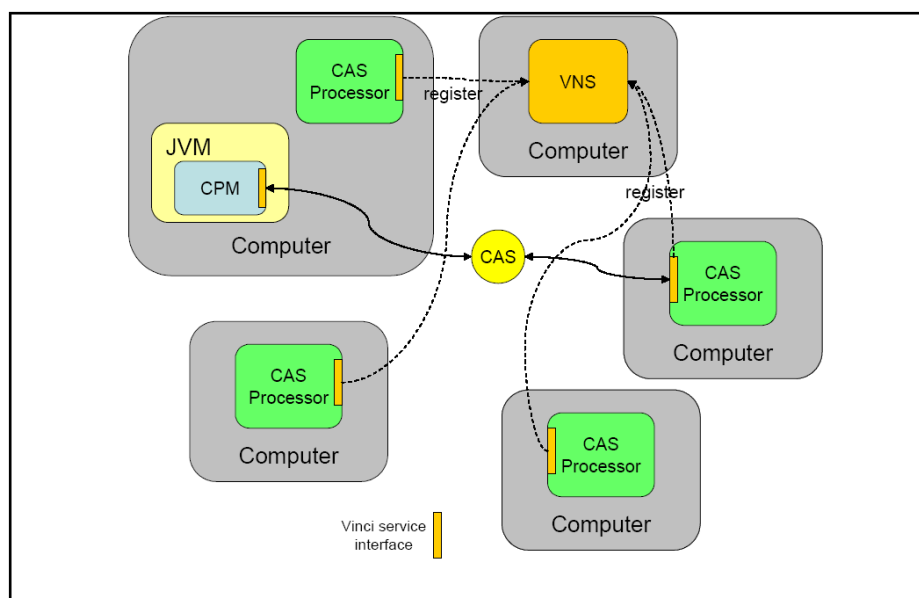 CAS
Processor
register
VNS
Computer
JVM
CPM
Computer
register
CAS
CAS
Processor
Computer
CAS
Processor
Computer
CAS
Processor
Computer
Vinci service
interface